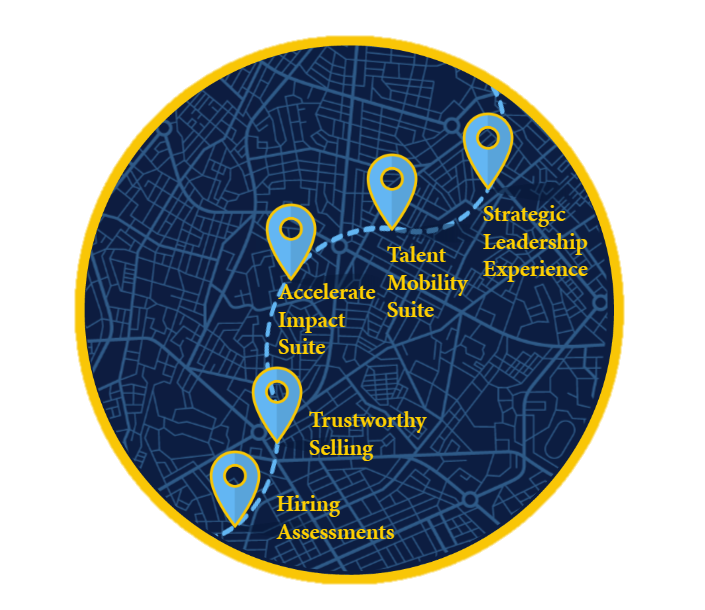 Strategic
Leadership
Experience
Talent
Mobility
Suite
Accelerate
Impact
Suite
Trustworthy
Selling
Hiring
Assessments